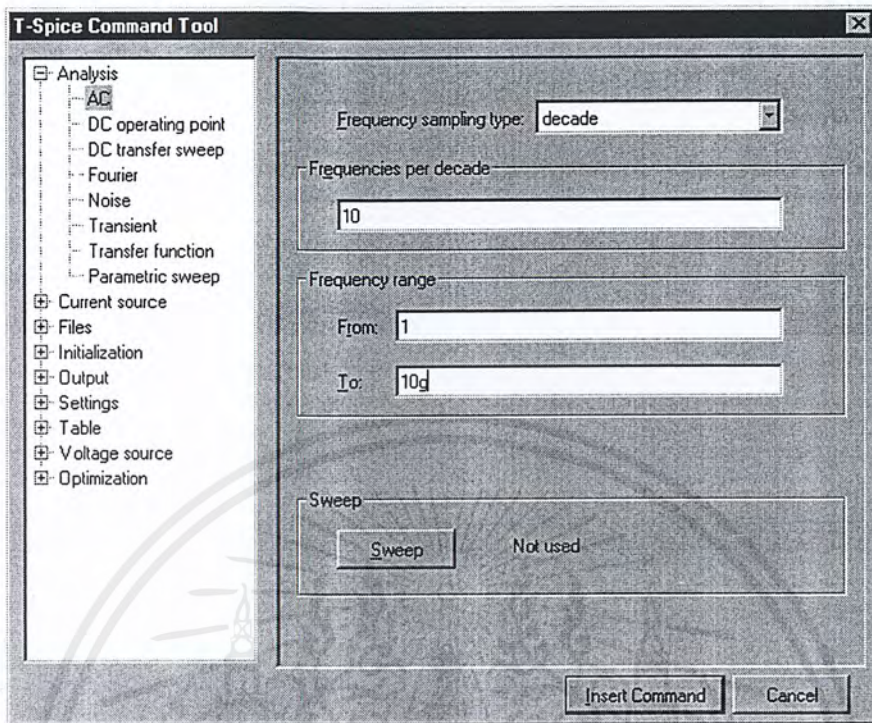 T-Spice Command Tool
Analysis
AC
DC operating point
DC transfer sweep
Fourier
Noise
Transient
Transfer function
Parametric sweep
Current source
Files
Initialization
Output
Settings
Table
Voltage source
Optimization
Frequency sampling type: decade
Frequencies per decade
10
Frequency range
From: 1
To: 10g
Sweep
Sweep Not used
Insert Command Cancel